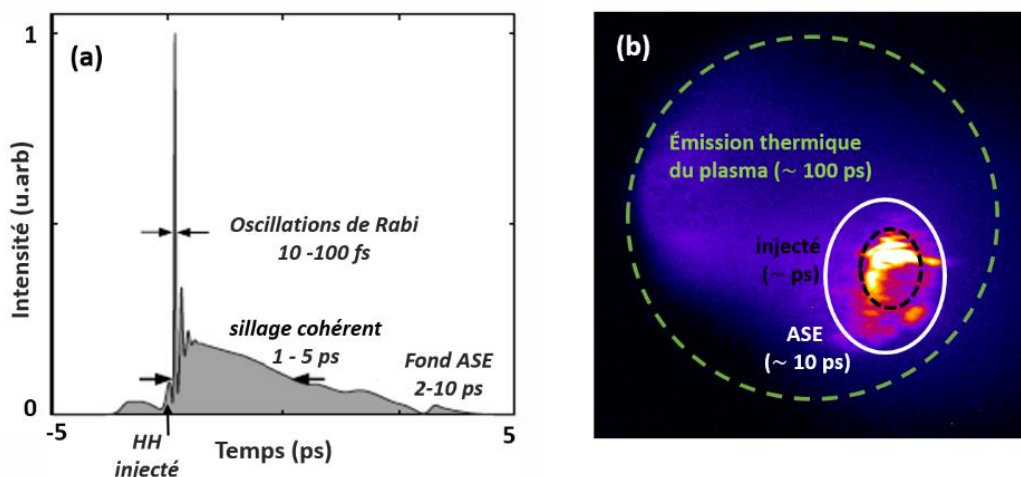 (a)
1
Intensité (u.arb)
Oscillations de Rabi
10 -100 fs
sillage cohérent
1 - 5 ps
Fond ASE
2-10 ps
0
-5
5
Temps (ps)
HH
injecté
(b)
Émission thermique
du plasma (~ 100 ps)
injecté
(~ ps)
ASE
(~ 10 ps)